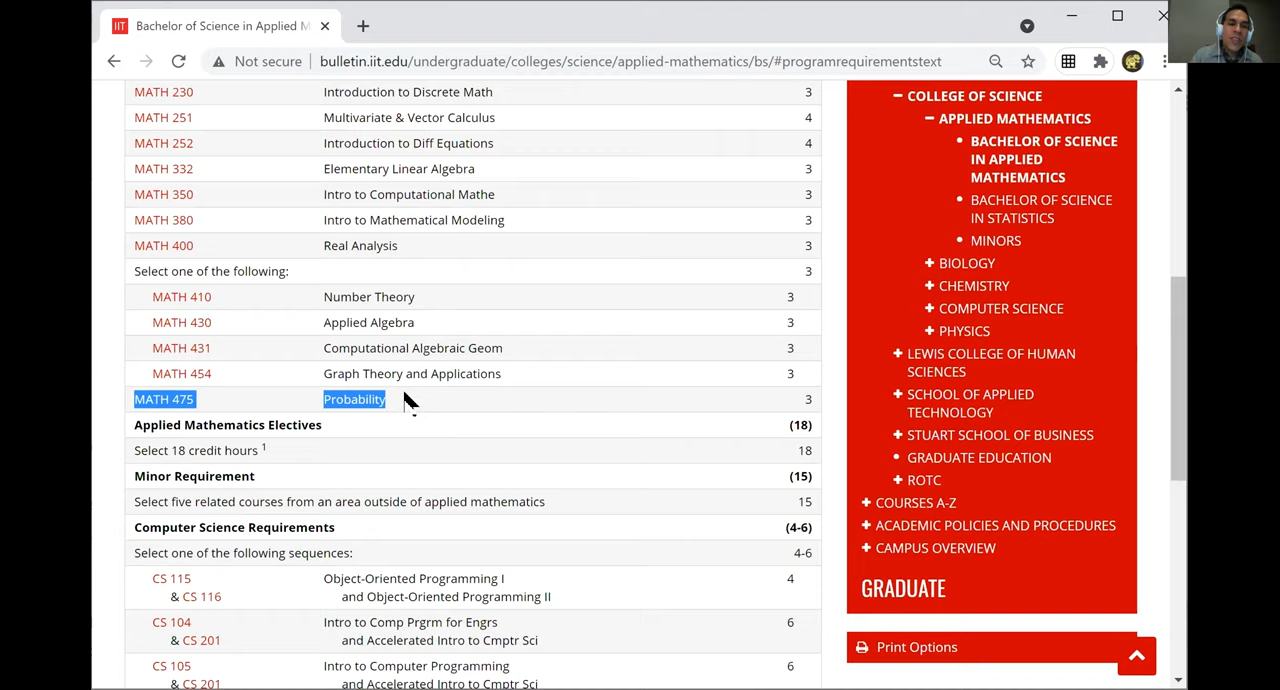 IIT Bachelor of Science in Applied M
Not secure bulletin.iit.edu/undergraduate/colleges/science/applied-mathematics/bs/#programrequirementstext
MATH 230 Introduction to Discrete Math 3
MATH 251 Multivariate & Vector Calculus 4
MATH 252 Introduction to Diff Equations 4
MATH 332 Elementary Linear Algebra 3
MATH 350 Intro to Computational Mathe 3
MATH 380 Intro to Mathematical Modeling 3
MATH 400 Real Analysis 3
Select one of the following: 3
MATH 410 Number Theory 3
MATH 430 Applied Algebra 3
MATH 431 Computational Algebraic Geom 3
MATH 454 Graph Theory and Applications 3
MATH 475 Probability 3
Applied Mathematics Electives (18)
Select 18 credit hours 1 18
Minor Requirement (15)
Select five related courses from an area outside of applied mathematics 15
Computer Science Requirements (4-6)
Select one of the following sequences: 4-6
CS 115 Object-Oriented Programming I 4
& CS 116 and Object-Oriented Programming II
CS 104 Intro to Comp Prgrm for Engrs 6
& CS 201 and Accelerated Intro to Cmptr Sci
CS 105 Intro to Computer Programming 6
& CS 201 and Accelerated Intro to Cmptr Sci
COLLEGE OF SCIENCE
APPLIED MATHEMATICS
BACHELOR OF SCIENCE
IN APPLIED
MATHEMATICS
BACHELOR OF SCIENCE
IN STATISTICS
MINORS
BIOLOGY
CHEMISTRY
COMPUTER SCIENCE
PHYSICS
LEWIS COLLEGE OF HUMAN
SCIENCES
SCHOOL OF APPLIED
TECHNOLOGY
STUART SCHOOL OF BUSINESS
GRADUATE EDUCATION
ROTC
COURSES A-Z
ACADEMIC POLICIES AND PROCEDURES
CAMPUS OVERVIEW
GRADUATE
Print Options